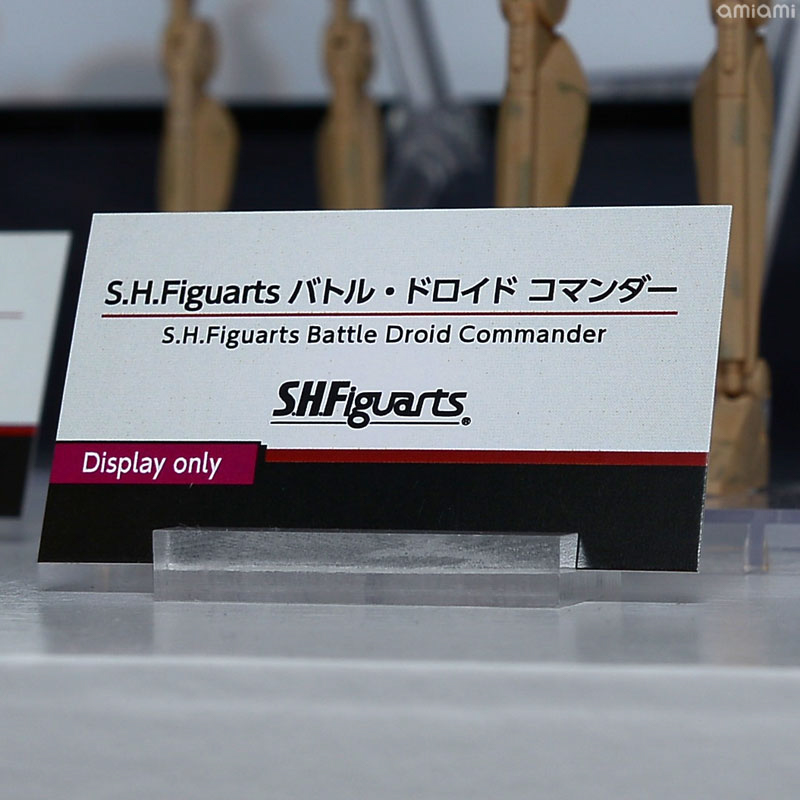 amiami
S.H.Figuarts バトル・ドロイド コマンダー
S.H.Figuarts Battle Droid Commander
S.H.Figuarts®
Display only